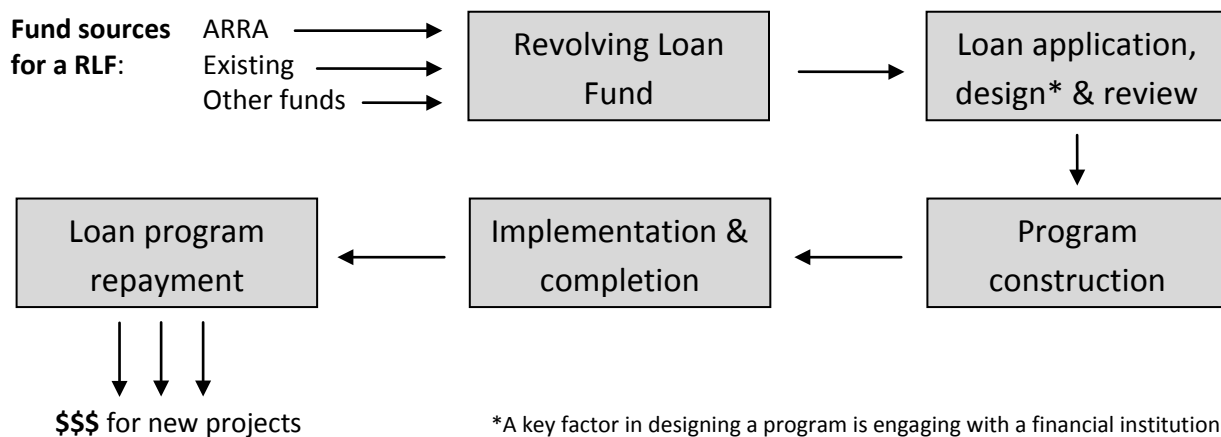 Fund sources
for a RLF:
ARRA
Existing
Other funds
Revolving Loan
Fund
Loan application,
design* & review
Program
construction
Implementation &
completion
Loan program
repayment
$$$ for new projects
*A key factor in designing a program is engaging with a financial institution